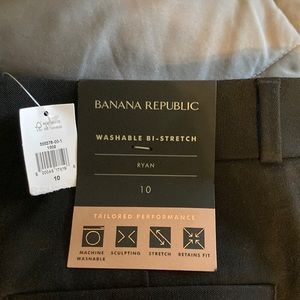 BANANA REPUBLIC
WASHABLE BI-STRETCH
RYAN
10
TAILORED PERFORMANCE
MACHINE WASHABLE
SCULPTING
STRETCH
RETAINS FIT
10